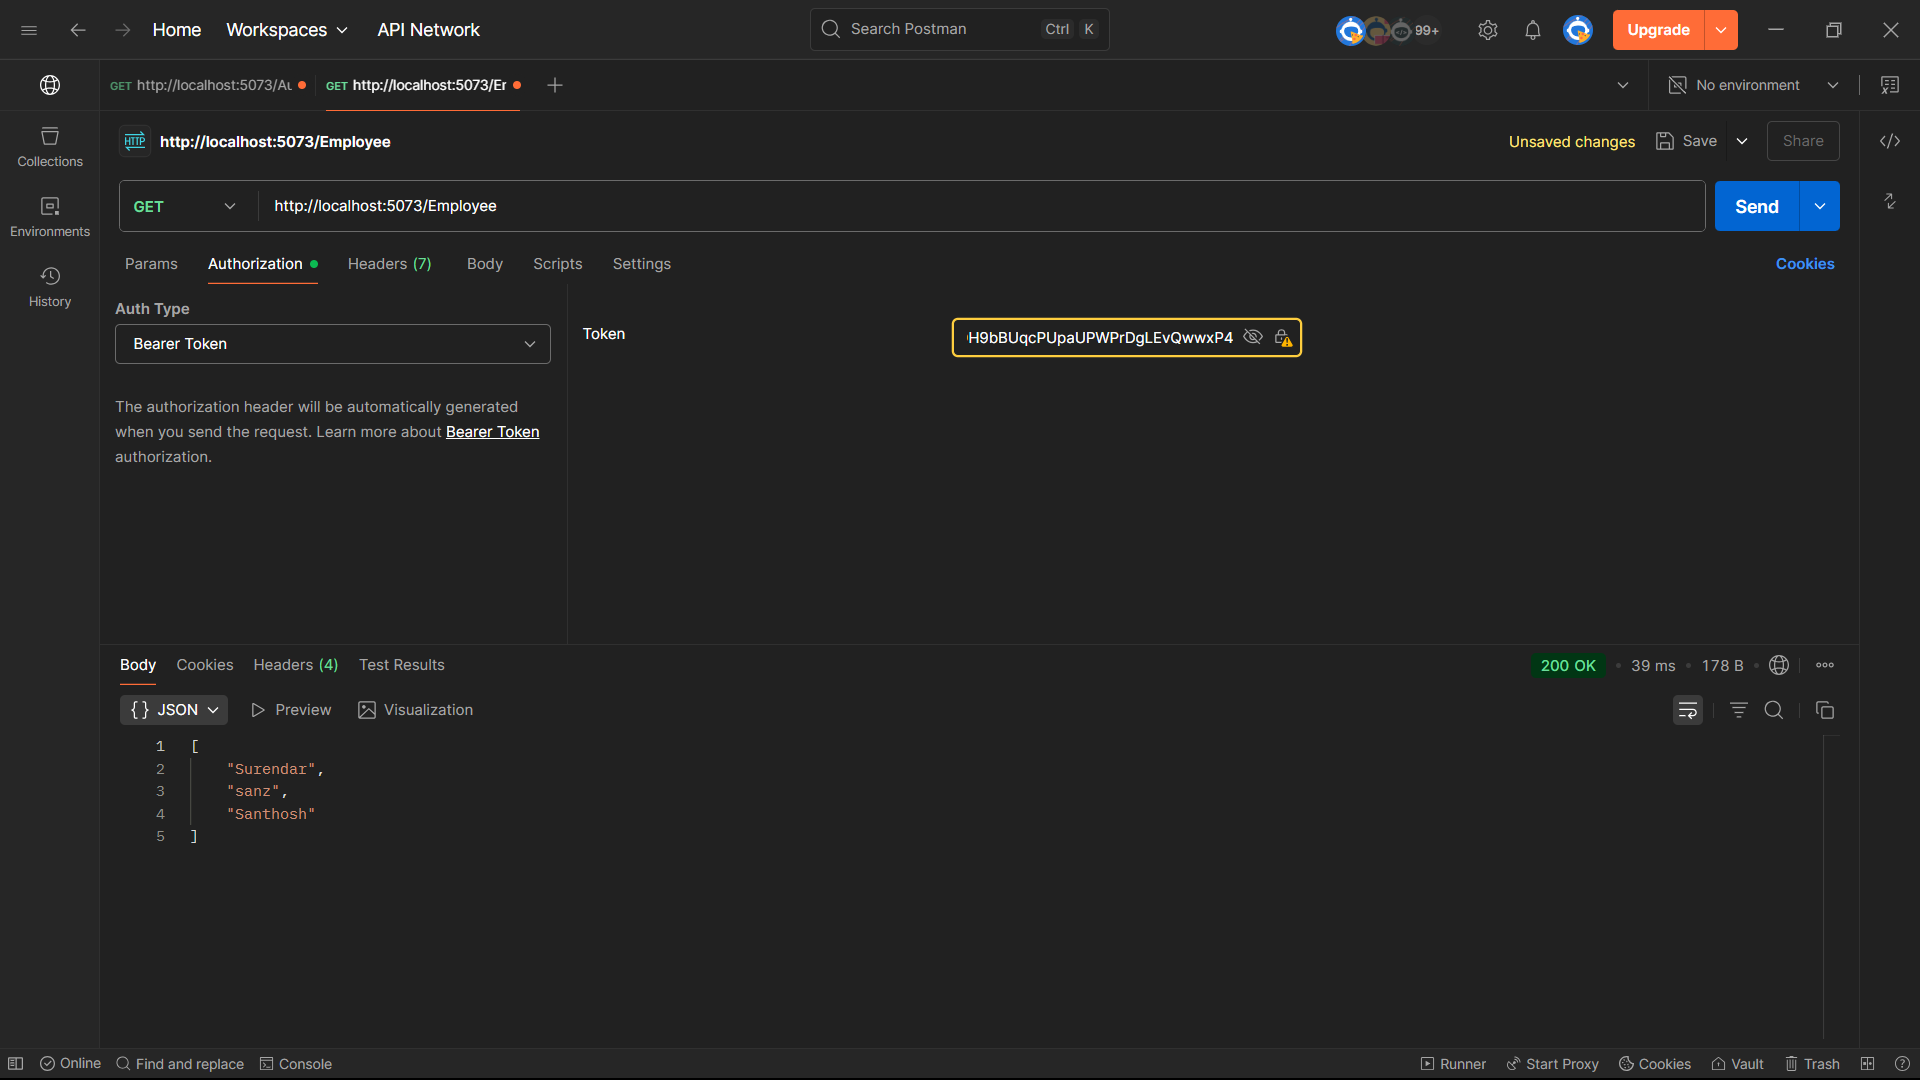 Home Workspaces API Network Search Postman Ctrl K 99+ Upgrade
GET http://localhost:5073/Au GET http://localhost:5073/Er No environment
HTTP http://localhost:5073/Employee Unsaved changes Save Share
Collections
GET http://localhost:5073/Employee Send
Environments
Params Authorization Headers (7) Body Scripts Settings Cookies
History
Auth Type
Bearer Token
Token H9bBUqcPUpaUPWPrDgLEvQwwxP4
The authorization header will be automatically generated
when you send the request. Learn more about Bearer Token
authorization.
Body Cookies Headers (4) Test Results 200 OK 39 ms 178 B
{} JSON Preview Visualization
1 [
2 "Surendar",
3 "sanz",
4 "Santhosh"
5 ]
Online Find and replace Console Runner Start Proxy Cookies Vault Trash